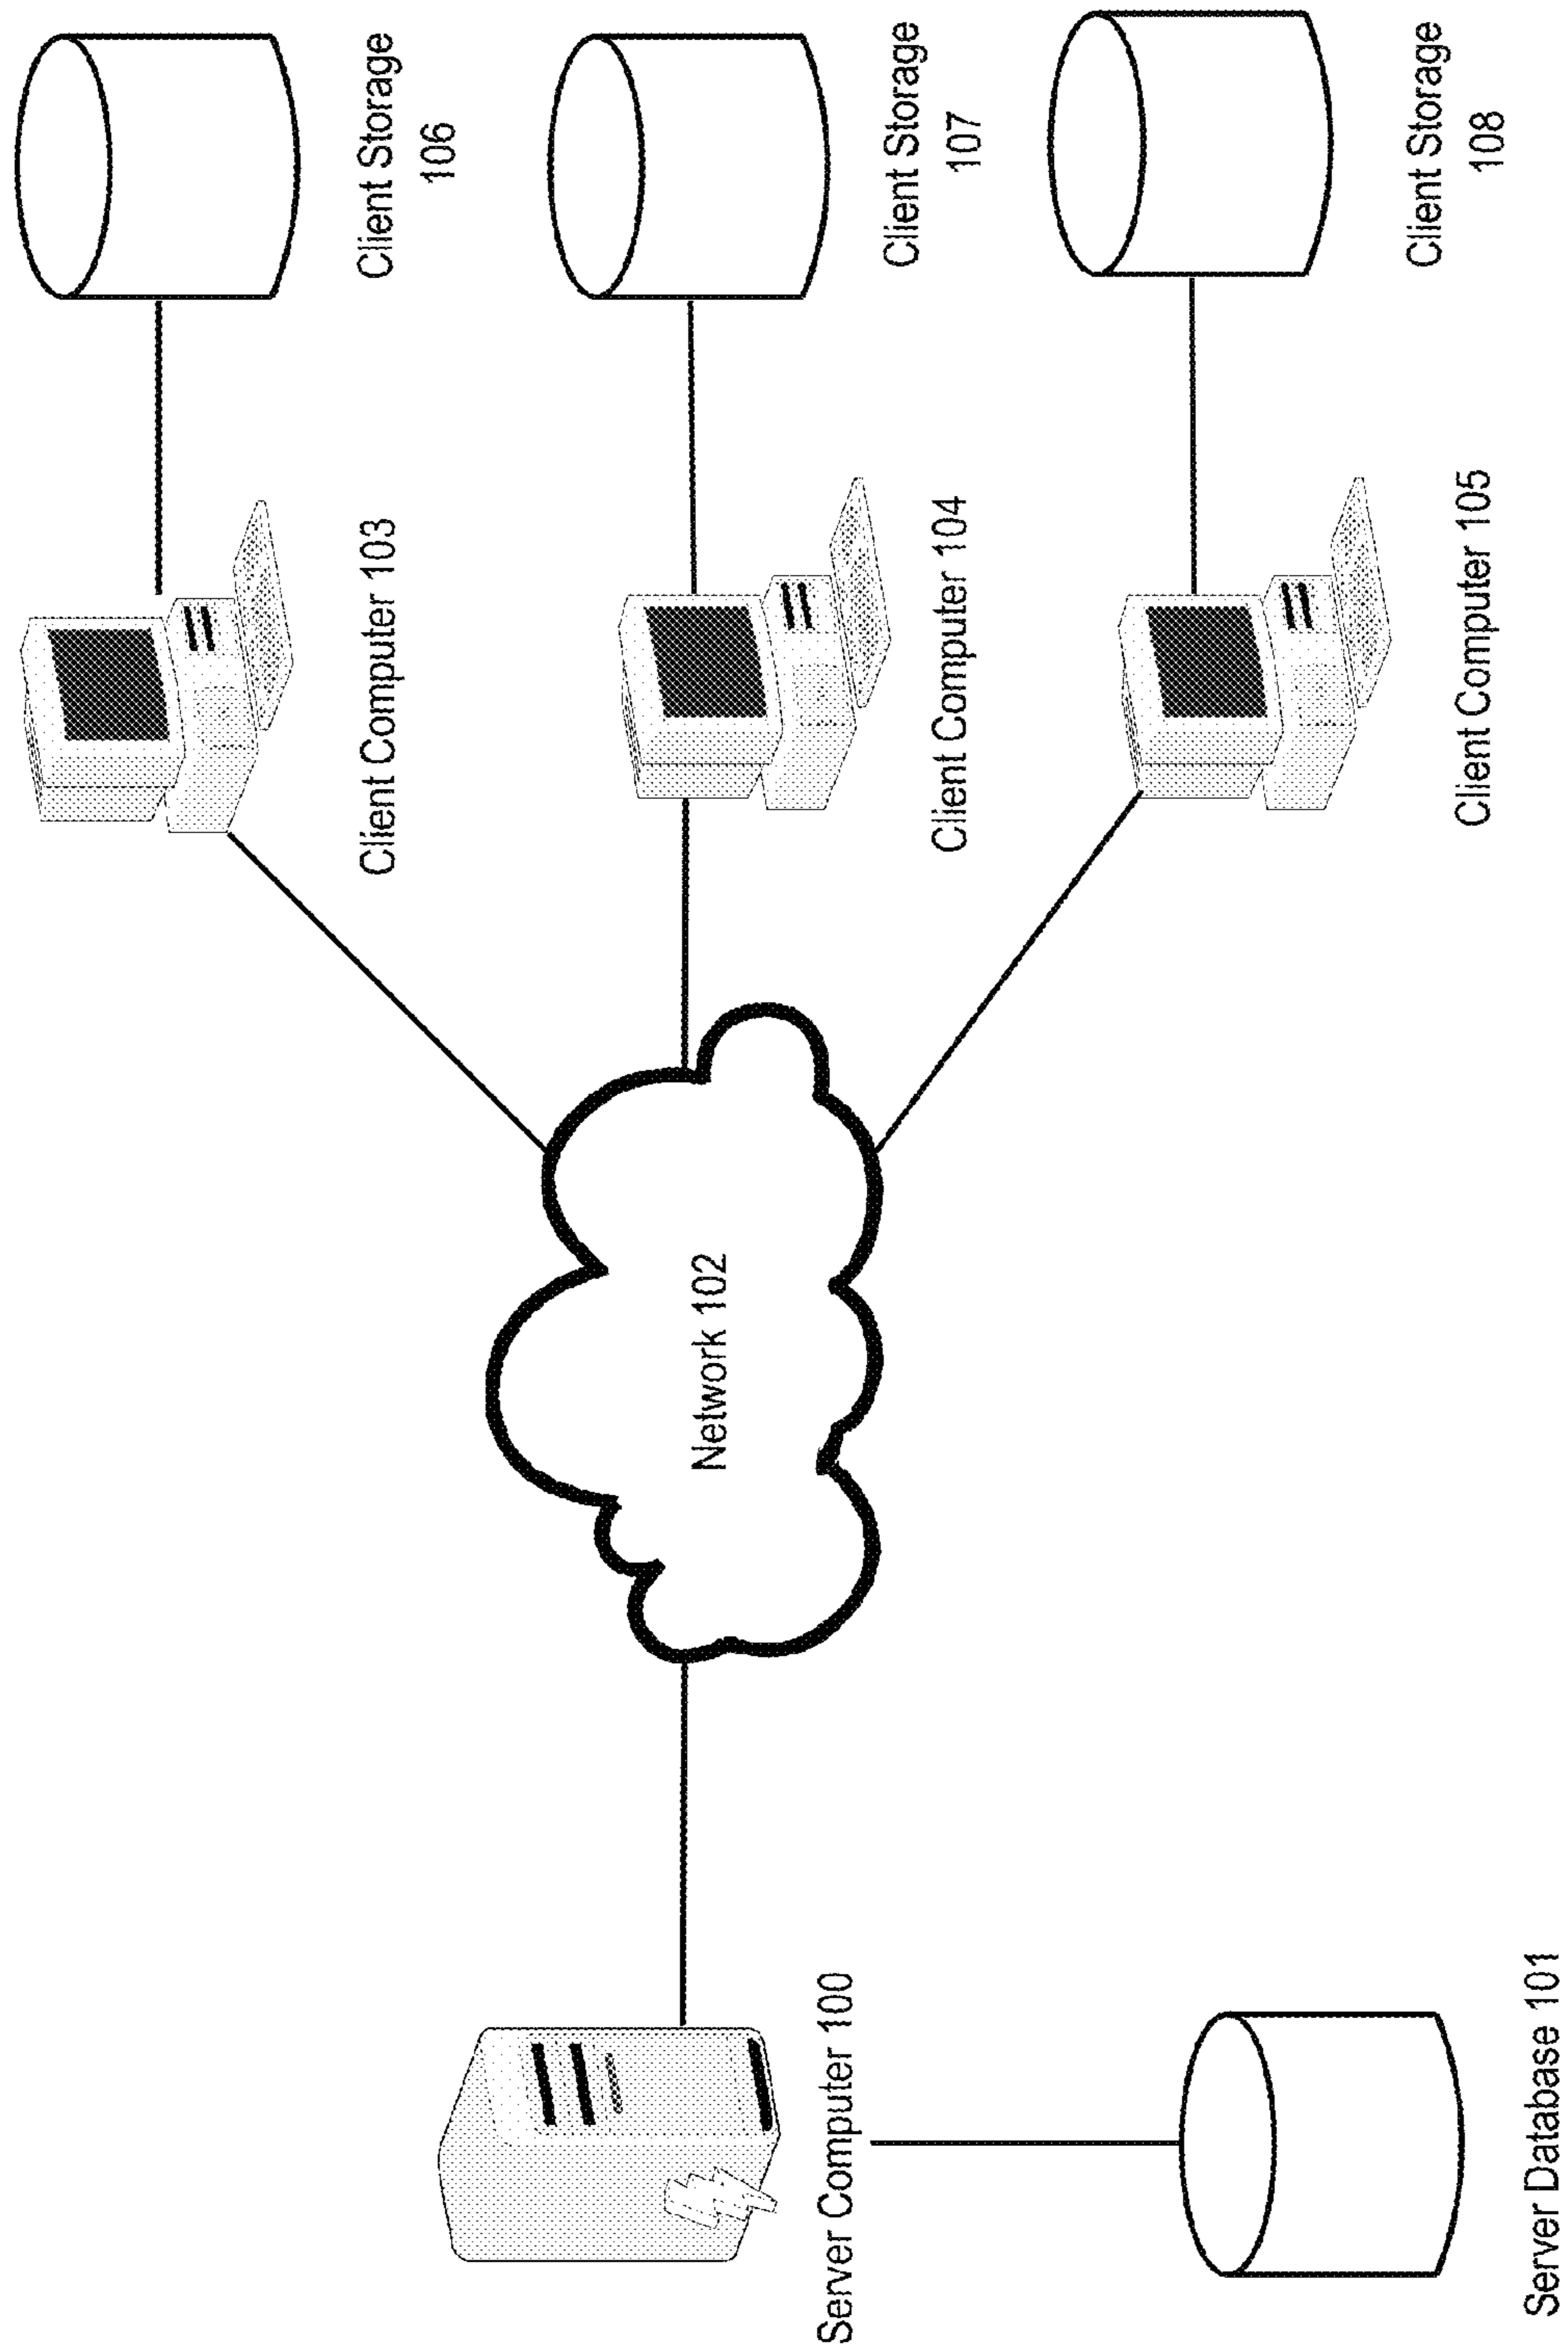 Client Storage
106
Client Computer 103
Client Storage
107
Client Computer 104
Network 102
Server Computer 100
Client Storage
108
Client Computer 105
Server Database 101